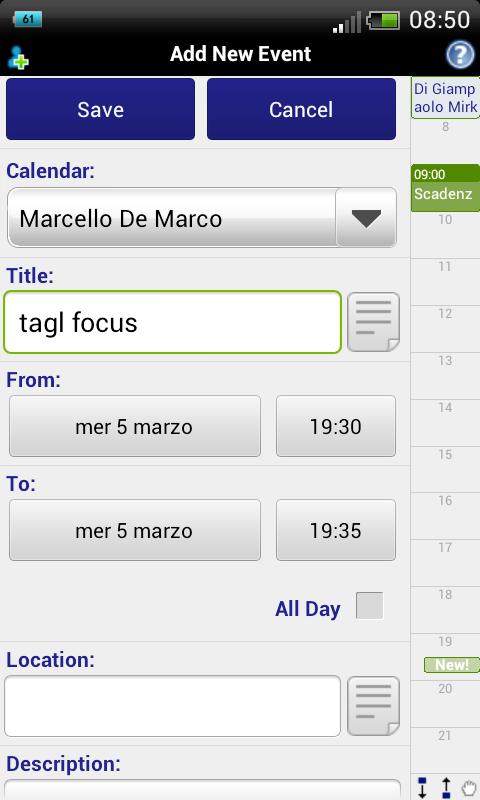 61
08:50
Add New Event
?
Save
Cancel
Calendar:
Marcello De Marco
Title:
tagl focus
From:
mer 5 marzo
19:30
To:
mer 5 marzo
19:35
All Day
Location:
Description:
Di Giamp
aolo Mirk
8
09:00
Scadenz
10
11
12
13
14
15
16
17
18
19
New!
20
21